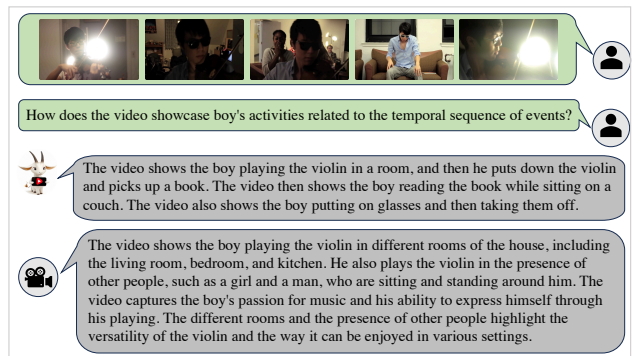 How does the video showcase boy's activities related to the temporal sequence of events?
The video shows the boy playing the violin in a room, and then he puts down the violin
and picks up a book. The video then shows the boy reading the book while sitting on a
couch. The video also shows the boy putting on glasses and then taking them off.
The video shows the boy playing the violin in different rooms of the house, including
the living room, bedroom, and kitchen. He also plays the violin in the presence of
other people, such as a girl and a man, who are sitting and standing around him. The
video captures the boy's passion for music and his ability to express himself through
his playing. The different rooms and the presence of other people highlight the
versatility of the violin and the way it can be enjoyed in various settings.